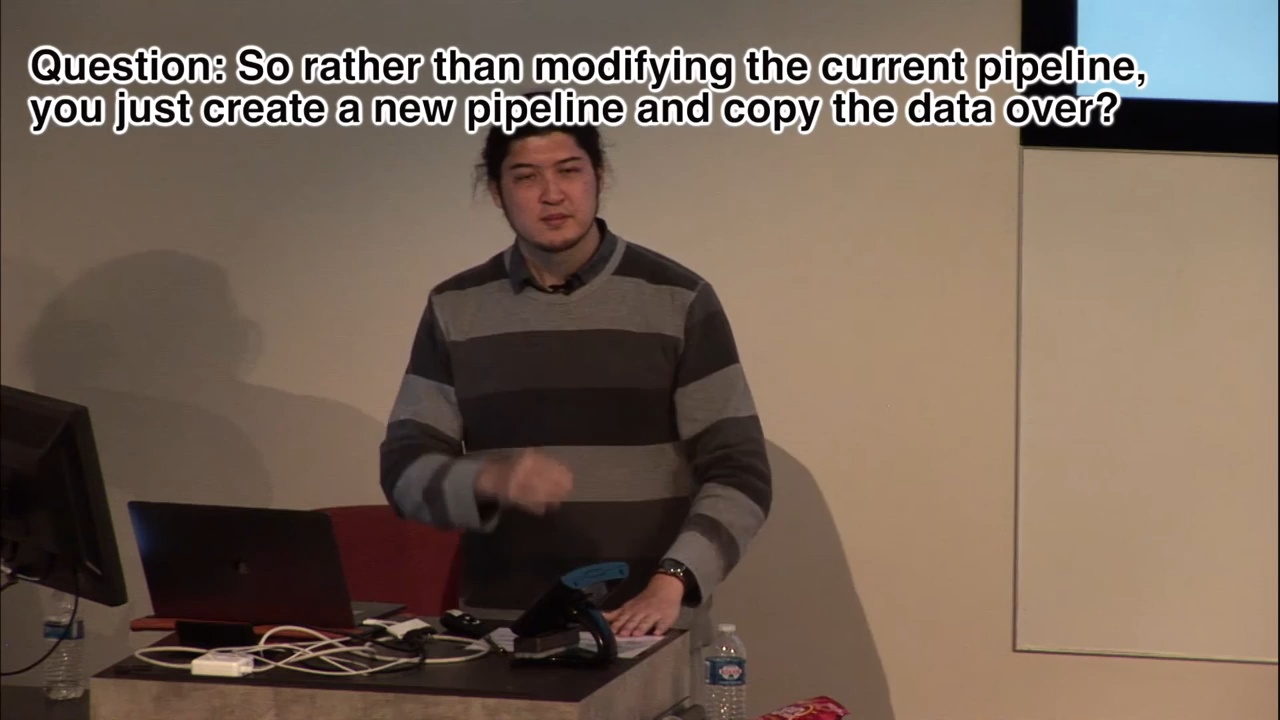 Question: So rather than modifying the current pipeline,
you just create a new pipeline and copy the data over?